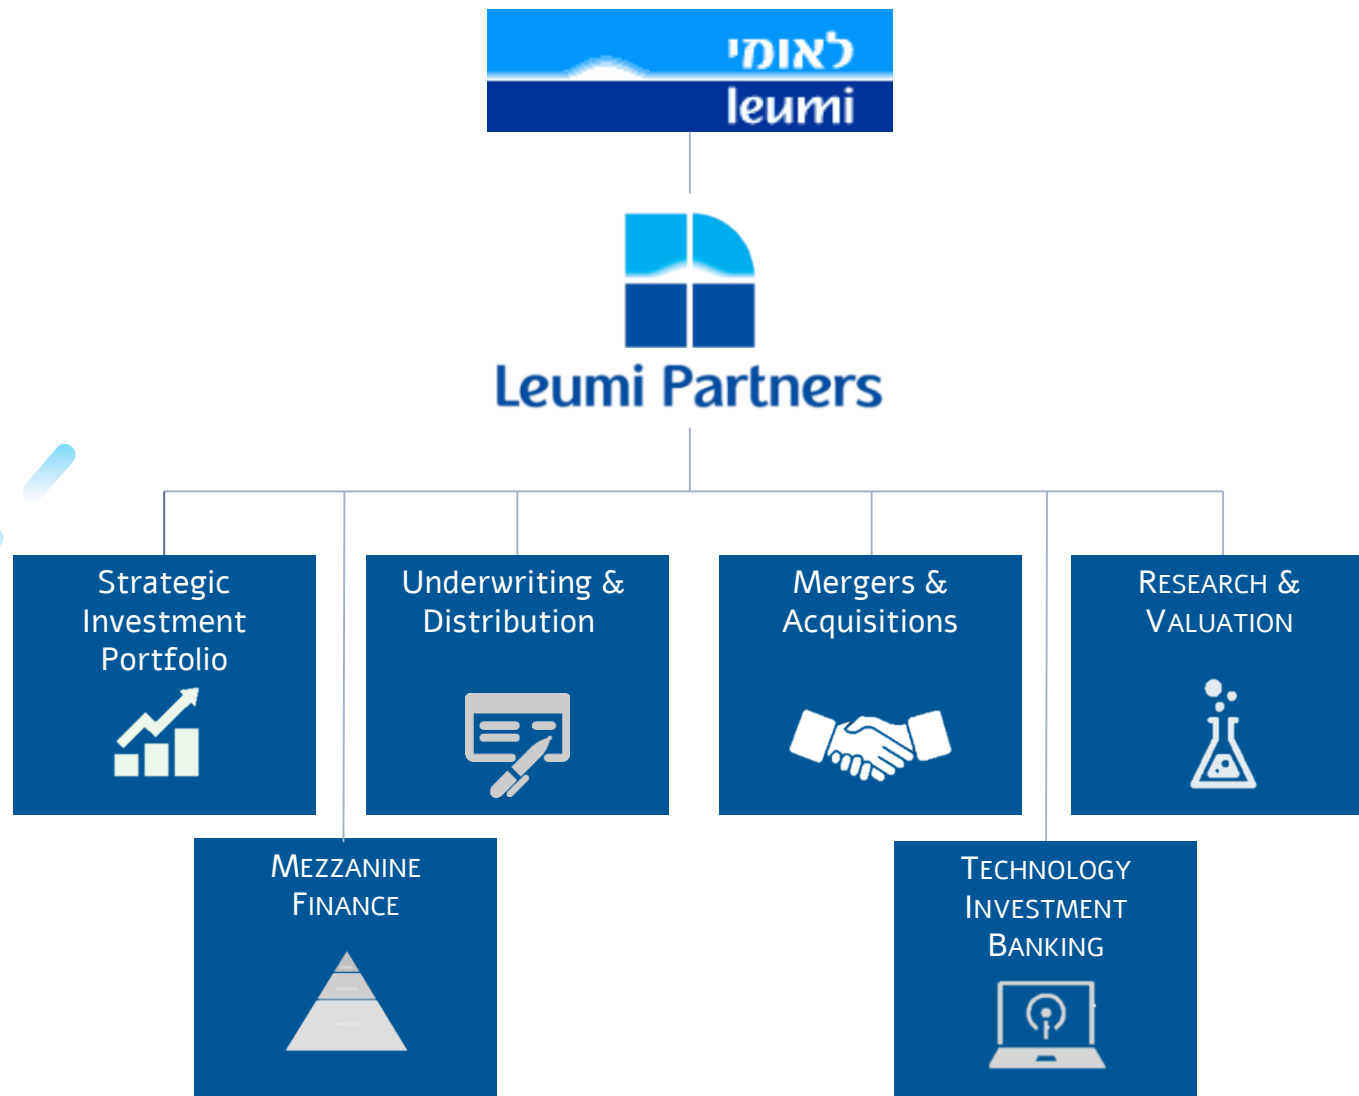 לאומי
leumi
Leumi Partners
Strategic
Investment
Portfolio
Underwriting &
Distribution
Mergers &
Acquisitions
RESEARCH &
VALUATION
MEZZANINE
FINANCE
TECHNOLOGY
INVESTMENT
BANKING